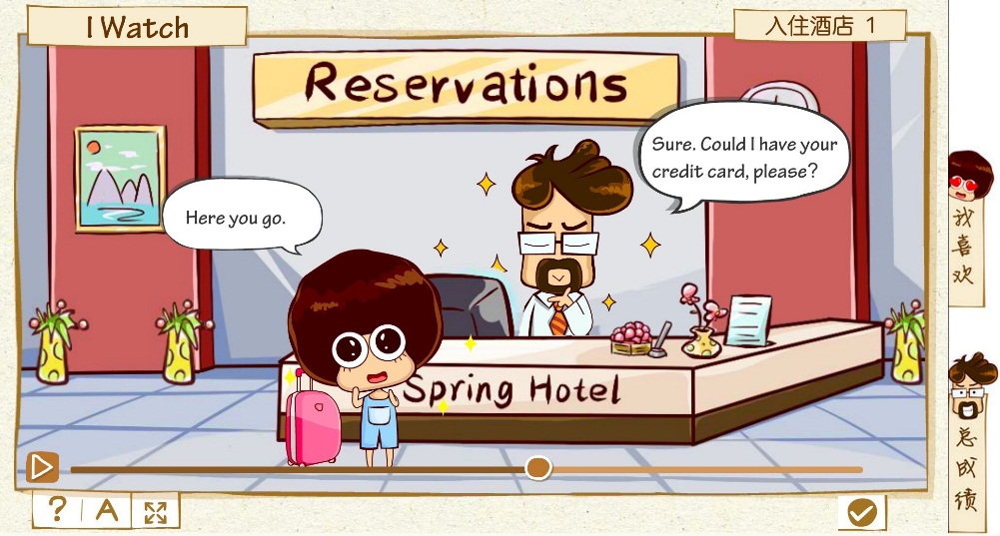 I Watch
入住酒店 1
Reservations
Sure. Could I have your
credit card, please?
Here you go.
Spring Hotel
我喜欢
总成绩
? A